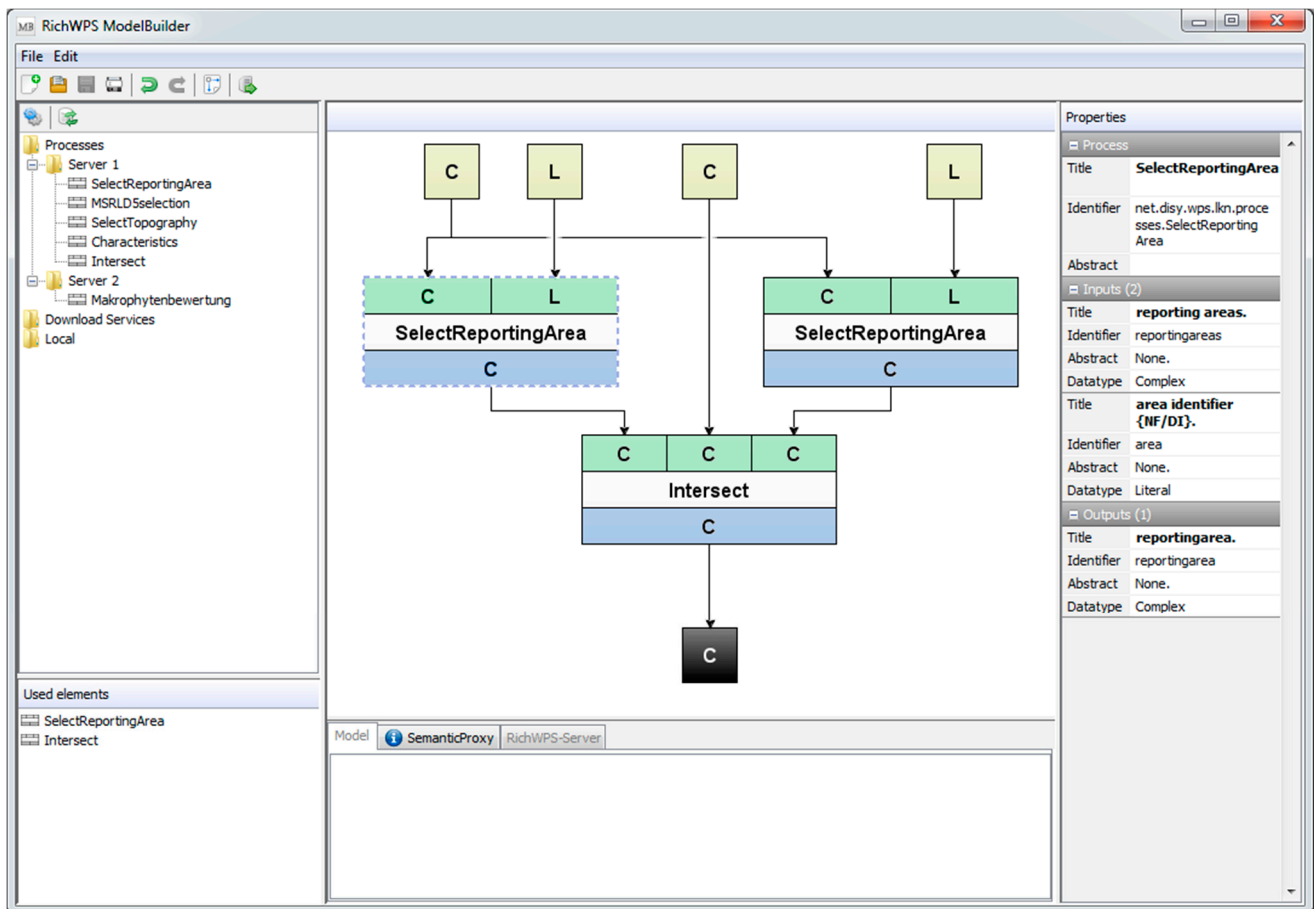 MB RichWPS ModelBuilder
File Edit
Processes
Server 1
SelectReportingArea
MSRLD5selection
SelectTopography
Characteristics
Intersect
Server 2
Makrophytenbewertung
Download Services
Local
Used elements
SelectReportingArea
Intersect
C L C L
C L
SelectReportingArea
C
C L
SelectReportingArea
C
C C C
Intersect
C
C
Model SemanticProxy RichWPS-Server
Properties
Process
Title SelectReportingArea
Identifier net.disy.wps.lkn.proce
sses.SelectReporting
Area
Abstract
Inputs (2)
Title reporting areas.
Identifier reportingareas
Abstract None.
Datatype Complex
Title area identifier
{NF/DI}.
Identifier area
Abstract None.
Datatype Literal
Outputs (1)
Title reportingarea.
Identifier reportingarea
Abstract None.
Datatype Complex